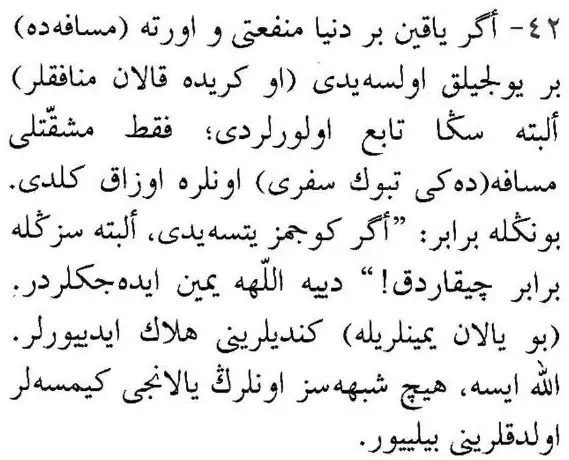 ٤٢- أگر ياقين بر دنيا منفعتى و اورته (مسافه‌ده)
بر يولجيلق اولسه‌يدى (او كريده قالان منافقلر)
ألبته سڭا تابع اولورلردى؛ فقط مشقّتلى
مسافه(ده‌كى تبوك سفرى) اونلره اوزاق كلدى.
بونڭله برابر: ”أگر كوجمز يتسه‌يدى، ألبته سزڭله
برابر چيقاردق!“ دييه اللّهه يمين ايده‌جكلردر.
(بو يالان يمينلريله) كنديلرينى هلاك ايدييورلر.
الله ايسه، هيچ شبهه‌سز اونلرڭ يالانجى كيمسه‌لر
اولدقلرينى بيلييور.